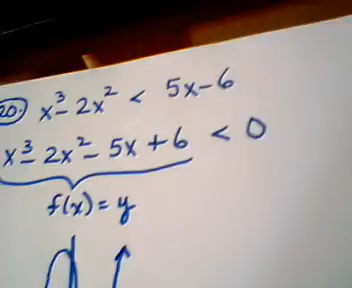 20. x³ - 2x² < 5x - 6
x³ - 2x² - 5x + 6 < 0
f(x) = y